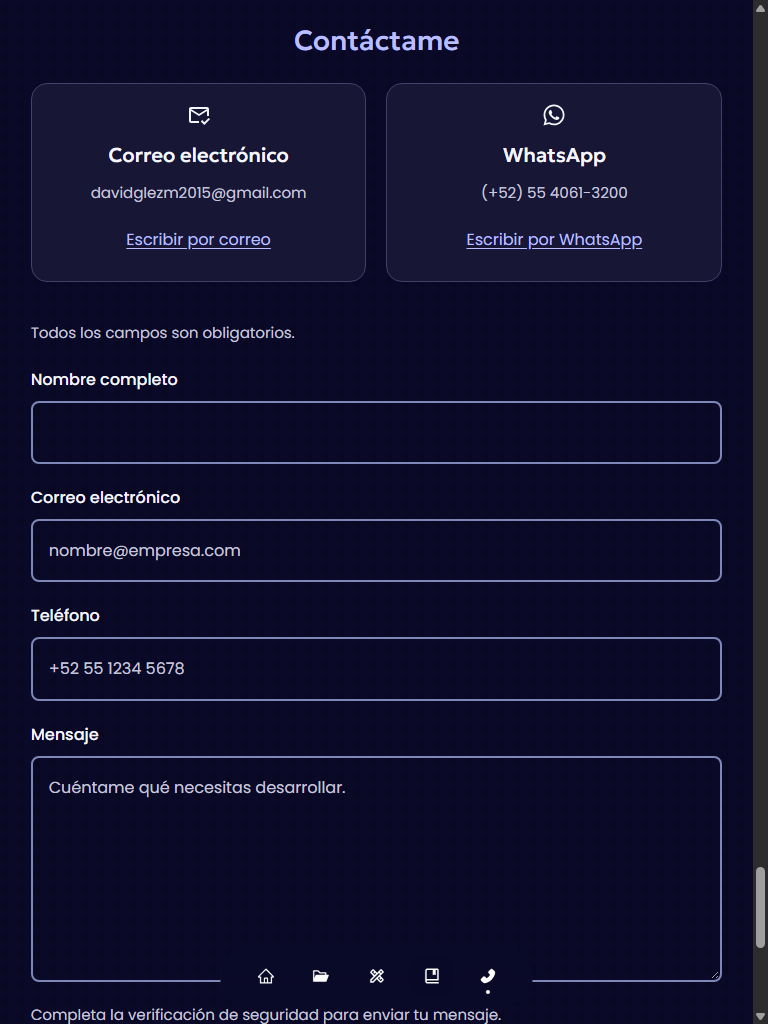 Contáctame
Correo electrónico
davidglezm2015@gmail.com
Escribir por correo
WhatsApp
(+52) 55 4061-3200
Escribir por WhatsApp
Todos los campos son obligatorios.
Nombre completo
Correo electrónico
nombre@empresa.com
Teléfono
+52 55 1234 5678
Mensaje
Cuéntame qué necesitas desarrollar.
Completa la verificación de seguridad para enviar tu mensaje.